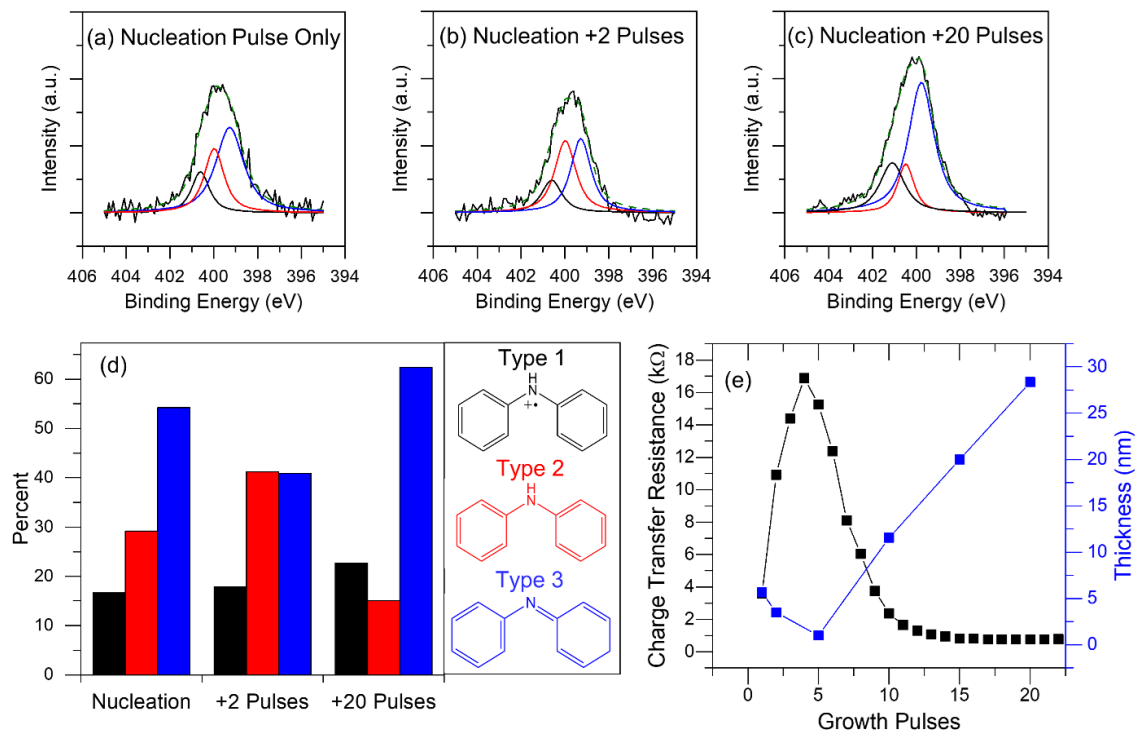 (a) Nucleation Pulse Only
Intensity (a.u.)
406 404 402 400 398 396 394
Binding Energy (eV)
(b) Nucleation +2 Pulses
Intensity (a.u.)
406 404 402 400 398 396 394
Binding Energy (eV)
(c) Nucleation +20 Pulses
Intensity (a.u.)
406 404 402 400 398 396 394
Binding Energy (eV)
(d)
Percent
60
50
40
30
20
10
0
Nucleation +2 Pulses +20 Pulses
Type 1
H
N
+•
Type 2
H
N
Type 3
N
(e)
Charge Transfer Resistance (kΩ)
18
16
14
12
10
8
6
4
2
0
Thickness (nm)
30
25
20
15
10
5
0
0 5 10 15 20
Growth Pulses